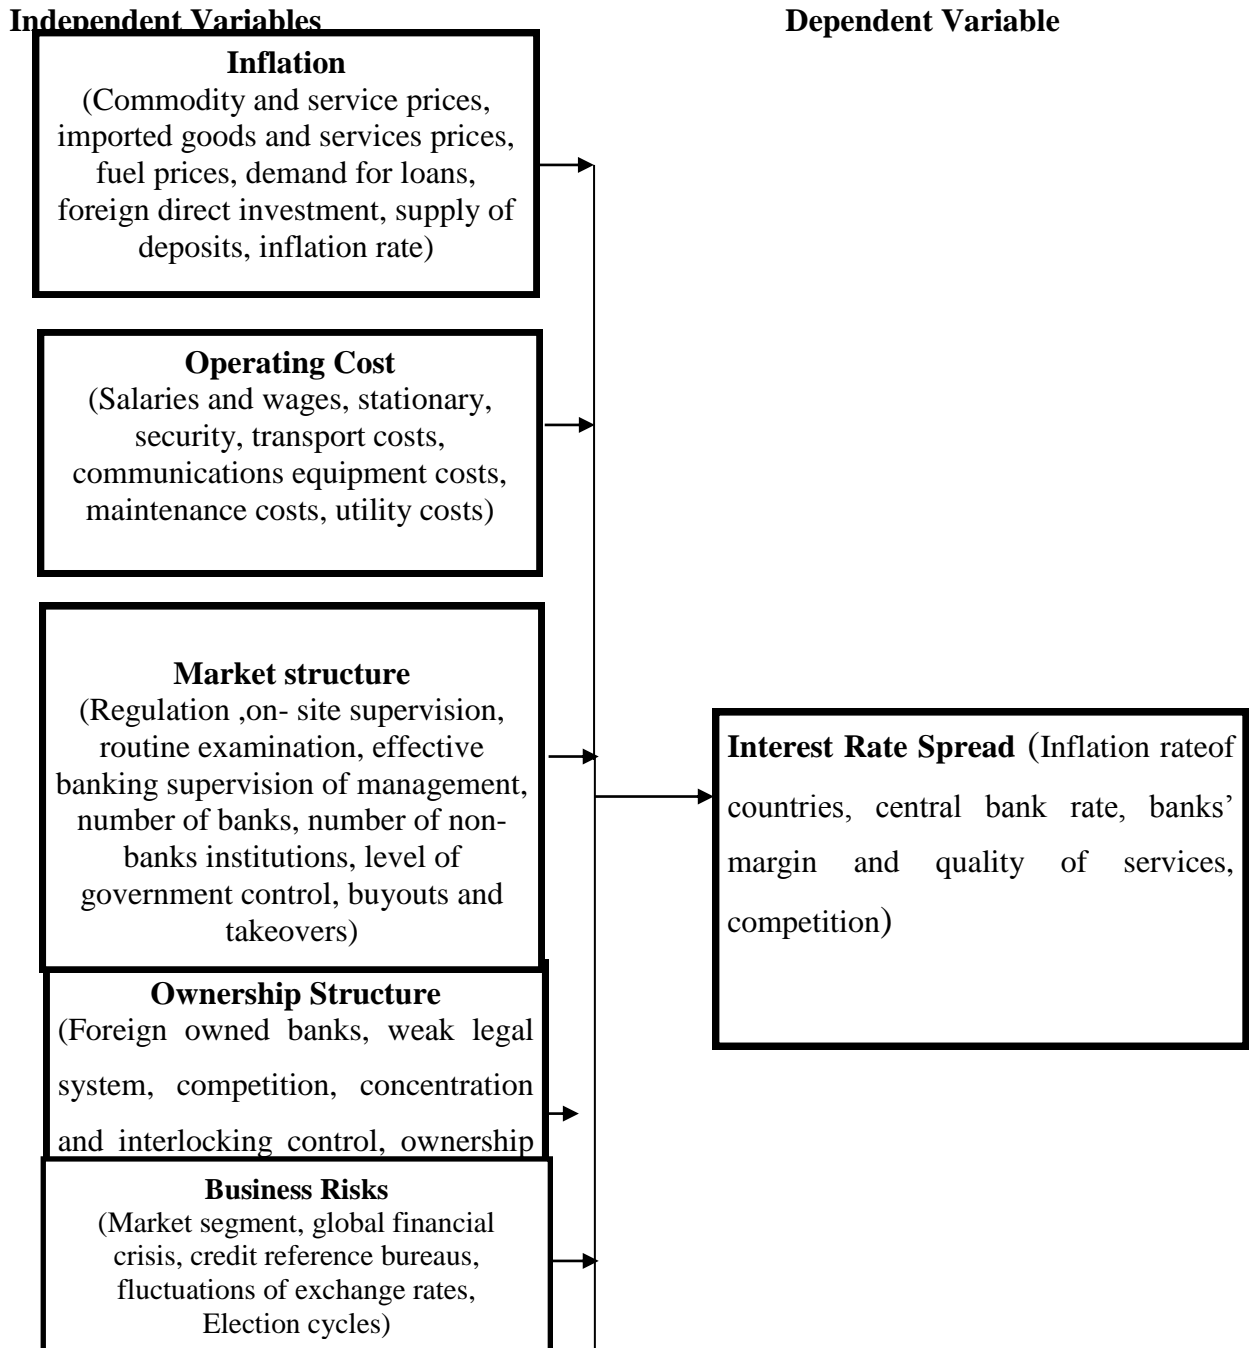 Independent Variables
Dependent Variable
Inflation
(Commodity and service prices,
imported goods and services prices,
fuel prices, demand for loans,
foreign direct investment, supply of
deposits, inflation rate)
Operating Cost
(Salaries and wages, stationary,
security, transport costs,
communications equipment costs,
maintenance costs, utility costs)
Market structure
(Regulation ,on- site supervision,
routine examination, effective
banking supervision of management,
number of banks, number of non-
banks institutions, level of
government control, buyouts and
takeovers)
Ownership Structure
(Foreign owned banks, weak legal
system, competition, concentration
and interlocking control, ownership
Business Risks
(Market segment, global financial
crisis, credit reference bureaus,
fluctuations of exchange rates,
Election cycles)
Interest Rate Spread (Inflation rateof
countries, central bank rate, banks’
margin and quality of services,
competition)